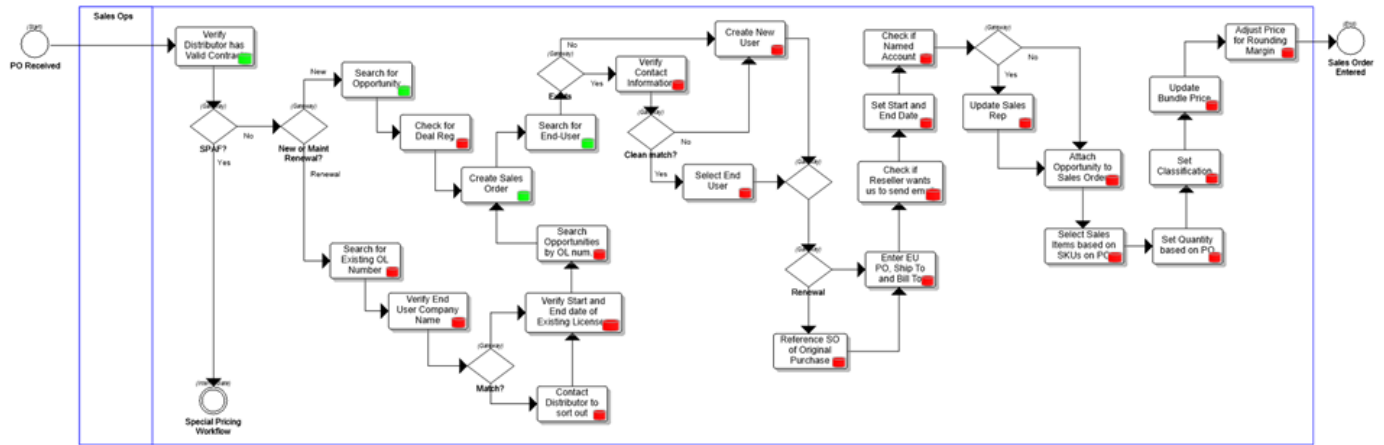 Sales Ops
(Start)
PO Received
Verify
Distributor has
Valid Contrac
(Gateway)
SPAF?
No
Yes
(Gateway)
New or Maint
Renewal?
New
Renewal
Search for
Opportunity
Check for
Deal Reg
Create Sales
Order
Search for
End-User
(Gateway)
No
Yes
Verify
Contact
Information
(Gateway)
Clean match?
No
Yes
Create New
User
Select End
User
(Gateway)
(Gateway)
Renewal
Reference SO
of Original
Purchase
Enter EU
PO, Ship To
and Bill To
Check if
Reseller wants
us to send em
Set Start and
End Date
Check if
Named
Account
(Gateway)
No
Yes
Update Sales
Rep
Attach
Opportunity to
Sales Order
Select Sales
Items based on
SKUs on PO
Set Quantity
based on PO
Set
Classification
Update
Bundle Price
Adjust Price
for Rounding
Margin
Sales Order
Entered
Search for
Existing OL
Number
Verify End
User Company
Name
(Gateway)
Match?
Contact
Distributor to
sort out
Verify Start and
End date of
Existing License
Search
Opportunities
by OL num.
Special Pricing
Workflow